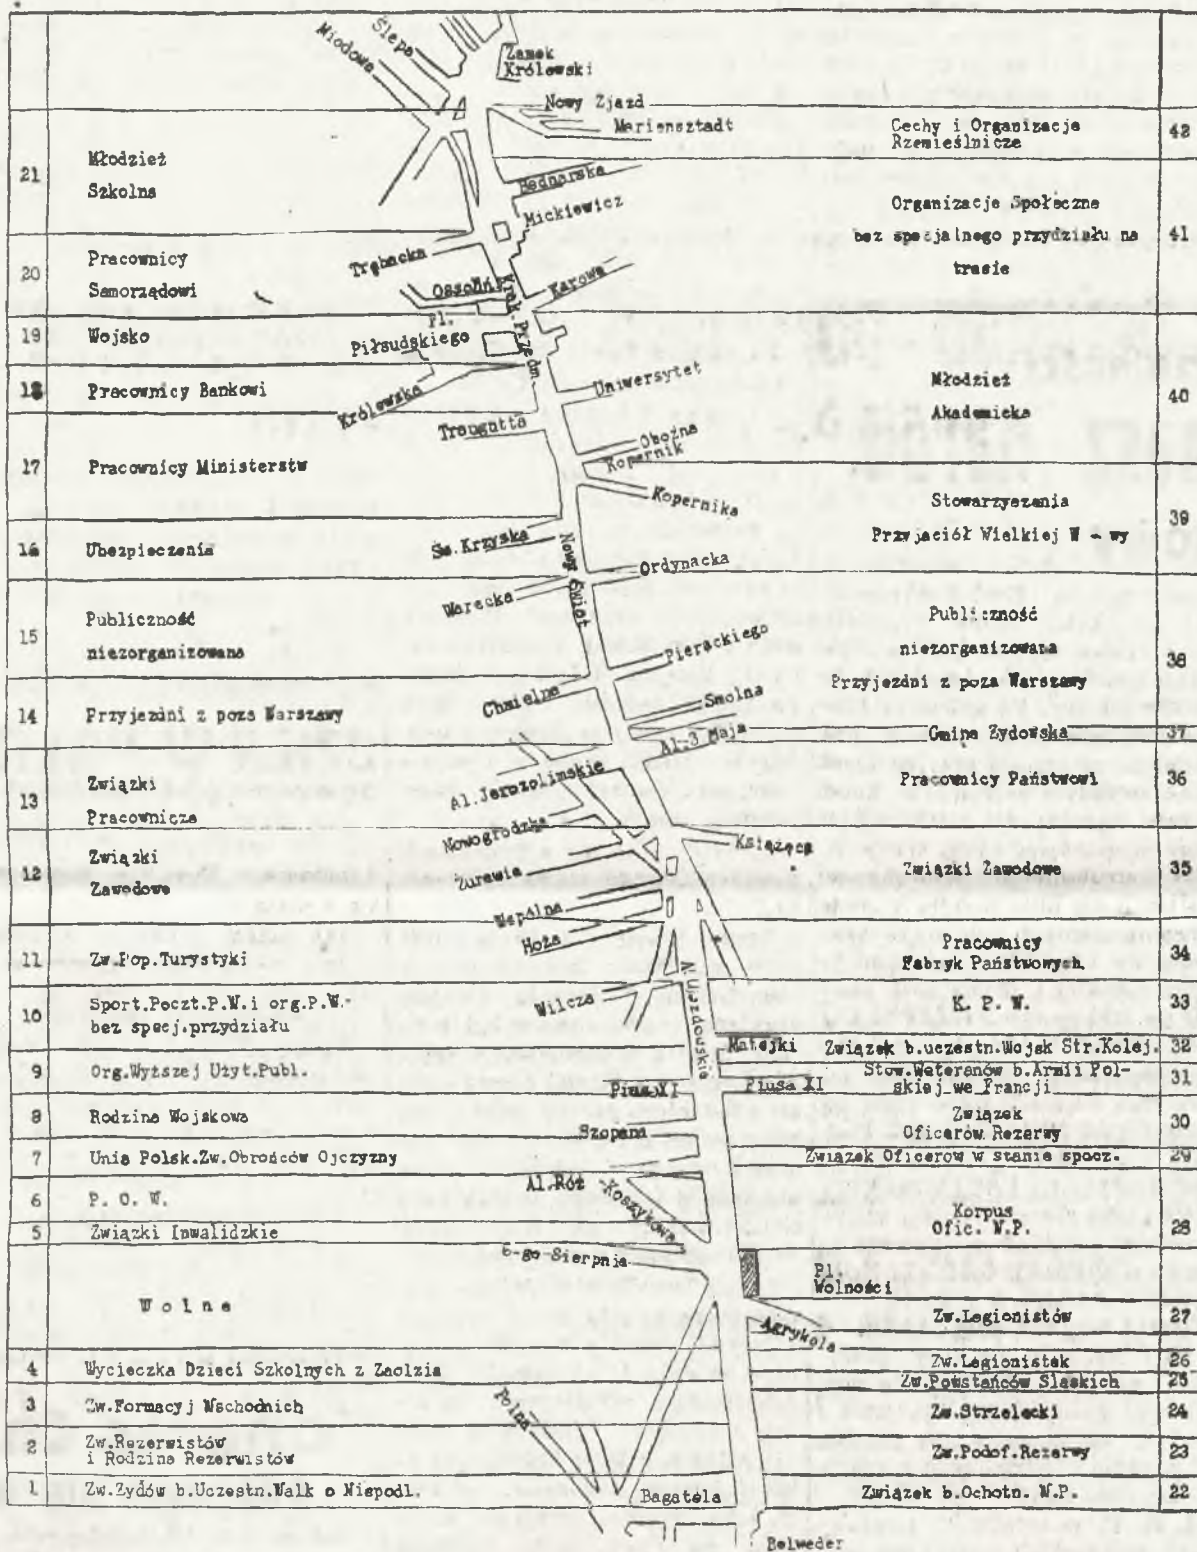 Ślepa
Miodowa
Zamek
Królewski
Nowy Zjazd
Mariensztadt
Cechy i Organizacje
Rzemieślnicze
42
21
Młodzież
Szkolna
Bednarska
Mickiewicz
Organizacje Społeczne
bez specjalnego przydziału na
trasie
41
20
Pracownicy
Samorządowi
Trębacka
Ossoliń
Karowa
Krak. Przedm.
19
Wojsko
Pl.
Piłsudskiego
18
Pracownicy Bankowi
Królewska
Uniwersytet
Młodzież
Akademicka
40
Traugutta
17
Pracownicy Ministerstw
Oboźna
Kopernik
Kopernika
Stowarzyszenia
Przyjaciół Wielkiej W - wy
39
16
Ubezpieczenia
Św. Krzyska
Nowy Świat
Ordynacka
Warecka
15
Publiczność
niezorganizowana
Pierackiego
Publiczność
niezorganizowana
Przyjezdni z poza Warszawy
38
Chmielna
14
Przyjezdni z poza Warszawy
Smolna
Al. 3 Maja
Gmina Zydowska
37
13
Związki
Pracownicze
Al. Jerozolimskie
Pracownicy Państwowi
36
Nowogrodzka
Książęca
12
Związki
Zawodowe
Żurawia
Związki Zawodowe
35
Wspólna
Hoża
11
Zw.Pop.Turystyki
Pracownicy
Fabryk Państwowych
34
10
Sport.Poczt.P.W.i org.P.W.
bez specj.przydziału
Wilcza
Al Ujazdowskie
K. P. W.
33
Matejki
Związek b.uczestn.Wojsk Str.Kolej.
32
9
Org.Wyższej Użyt.Publ.
Piusa XI
Piusa XI
Stow.Weteranów b.Armii Pol-
skiej we Francji
31
8
Rodzina Wojskowa
Szopena
Związek
Oficerów Rezerwy
30
7
Unia Polsk.Zw.Obrońców Ojczyzny
Związek Oficerow w stanie spocz.
29
6
P. O. W.
Al.Róż
Koszykowa
Korpus
Ofic. W.P.
28
5
Związki Inwalidzkie
6-go Sierpnia
Pl.
Wolności
Wolne
Agrykola
Zw.Legionistów
27
4
Wycieczka Dzieci Szkolnych z Zaolzia
Zw.Legionistek
26
Zw.Powstańców Sląskich
25
3
Zw.Formacyj Wschodnich
Polna
Zw.Strzelecki
24
2
Zw.Rezerwistów
i Rodzina Rezerwistów
Zw.Podof.Rezerwy
23
1
Zw.Zydów b.Uczestn.Walk o Niepodl.
Bagatela
Związek b.Ochotn. W.P.
22
Belweder